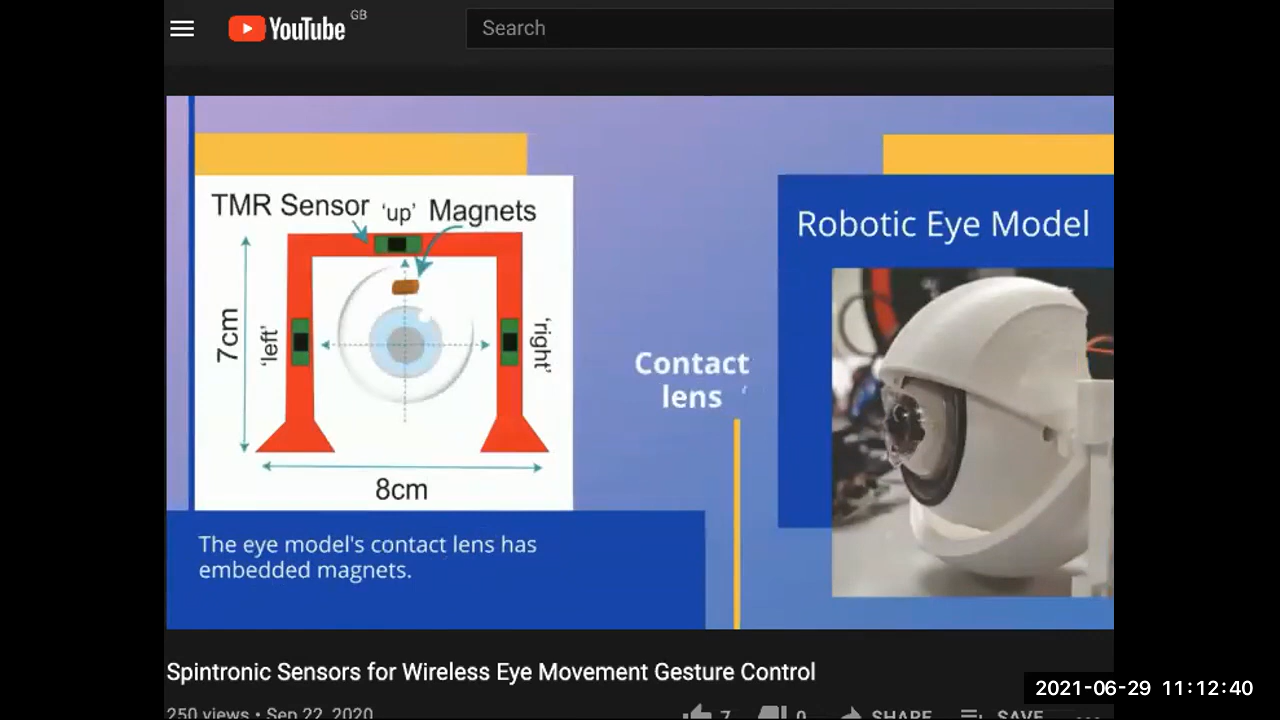 YouTube GB
Search
TMR Sensor 'up' Magnets
7cm
'left'
'right'
8cm
The eye model's contact lens has
embedded magnets.
Contact
lens
Robotic Eye Model
Spintronic Sensors for Wireless Eye Movement Gesture Control
250 views • Sep 22, 2020
7
0
SHARE
SAVE
2021-06-29 11:12:40